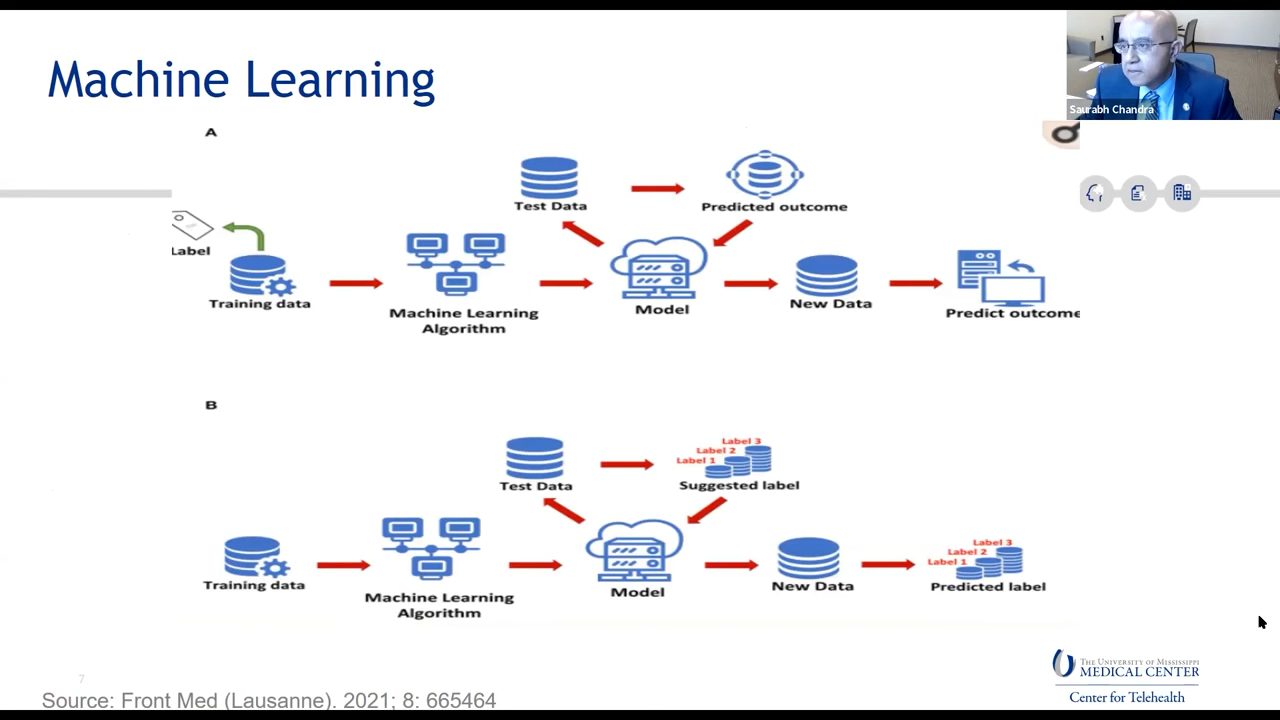 Machine Learning
Saurabh Chandra
A
Test Data
Predicted outcome
Label
Training data
Machine Learning
Algorithm
Model
New Data
Predict outcome
B
Label 3
Label 2
Label 1
Test Data
Suggested label
Label 3
Label 2
Label 1
Training data
Machine Learning
Algorithm
Model
New Data
Predicted label
7
Source: Front Med (Lausanne). 2021; 8: 665464
THE UNIVERSITY OF MISSISSIPPI
MEDICAL CENTER
Center for Telehealth